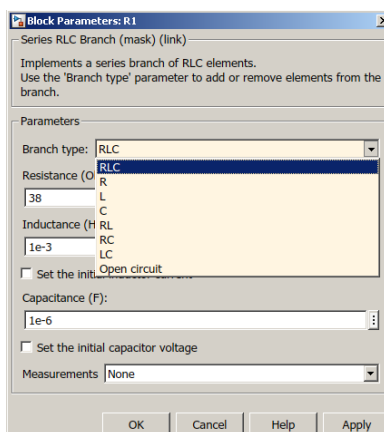 Block Parameters: R1
Series RLC Branch (mask) (link)
Implements a series branch of RLC elements.
Use the 'Branch type' parameter to add or remove elements from the
branch.
Parameters
Branch type: RLC
RLC
R
L
C
RL
RC
LC
Open circuit
Resistance (O
38
Inductance (H
1e-3
Set the initial inductor current
Capacitance (F):
1e-6
Set the initial capacitor voltage
Measurements None
OK Cancel Help Apply